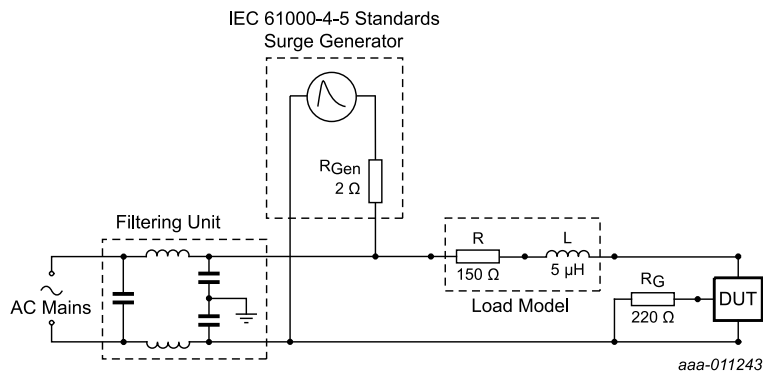 IEC 61000-4-5 Standards
Surge Generator
RGen
2 Ω
Filtering Unit
R
L
150 Ω
5 μH
Load Model
AC Mains
RG
220 Ω
DUT
aaa-011243